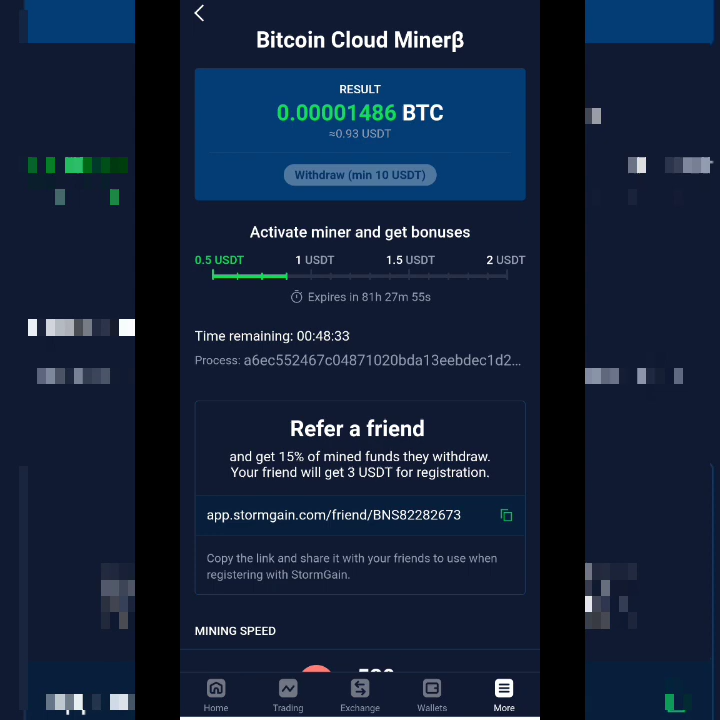 Bitcoin Cloud Minerβ
RESULT
0.00001486 BTC
≈0.93 USDT
Withdraw (min 10 USDT)
Activate miner and get bonuses
0.5 USDT 1 USDT 1.5 USDT 2 USDT
Expires in 81h 27m 55s
Time remaining: 00:48:33
Process: a6ec552467c04871020bda13eebdec1d2...
Refer a friend
and get 15% of mined funds they withdraw.
Your friend will get 3 USDT for registration.
app.stormgain.com/friend/BNS82282673
Copy the link and share it with your friends to use when
registering with StormGain.
MINING SPEED
Home Trading Exchange Wallets More